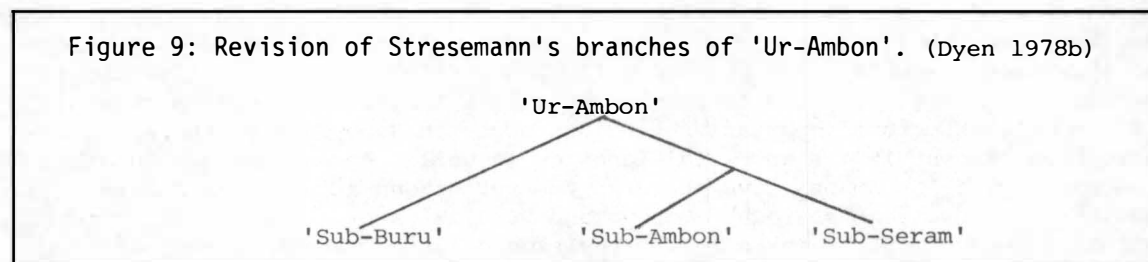 Figure 9: Revision of Stresemann's branches of 'Ur-Ambon'. (Dyen 1978b)
'Ur-Ambon'
'Sub-Buru' 'Sub-Ambon' 'Sub-Seram'